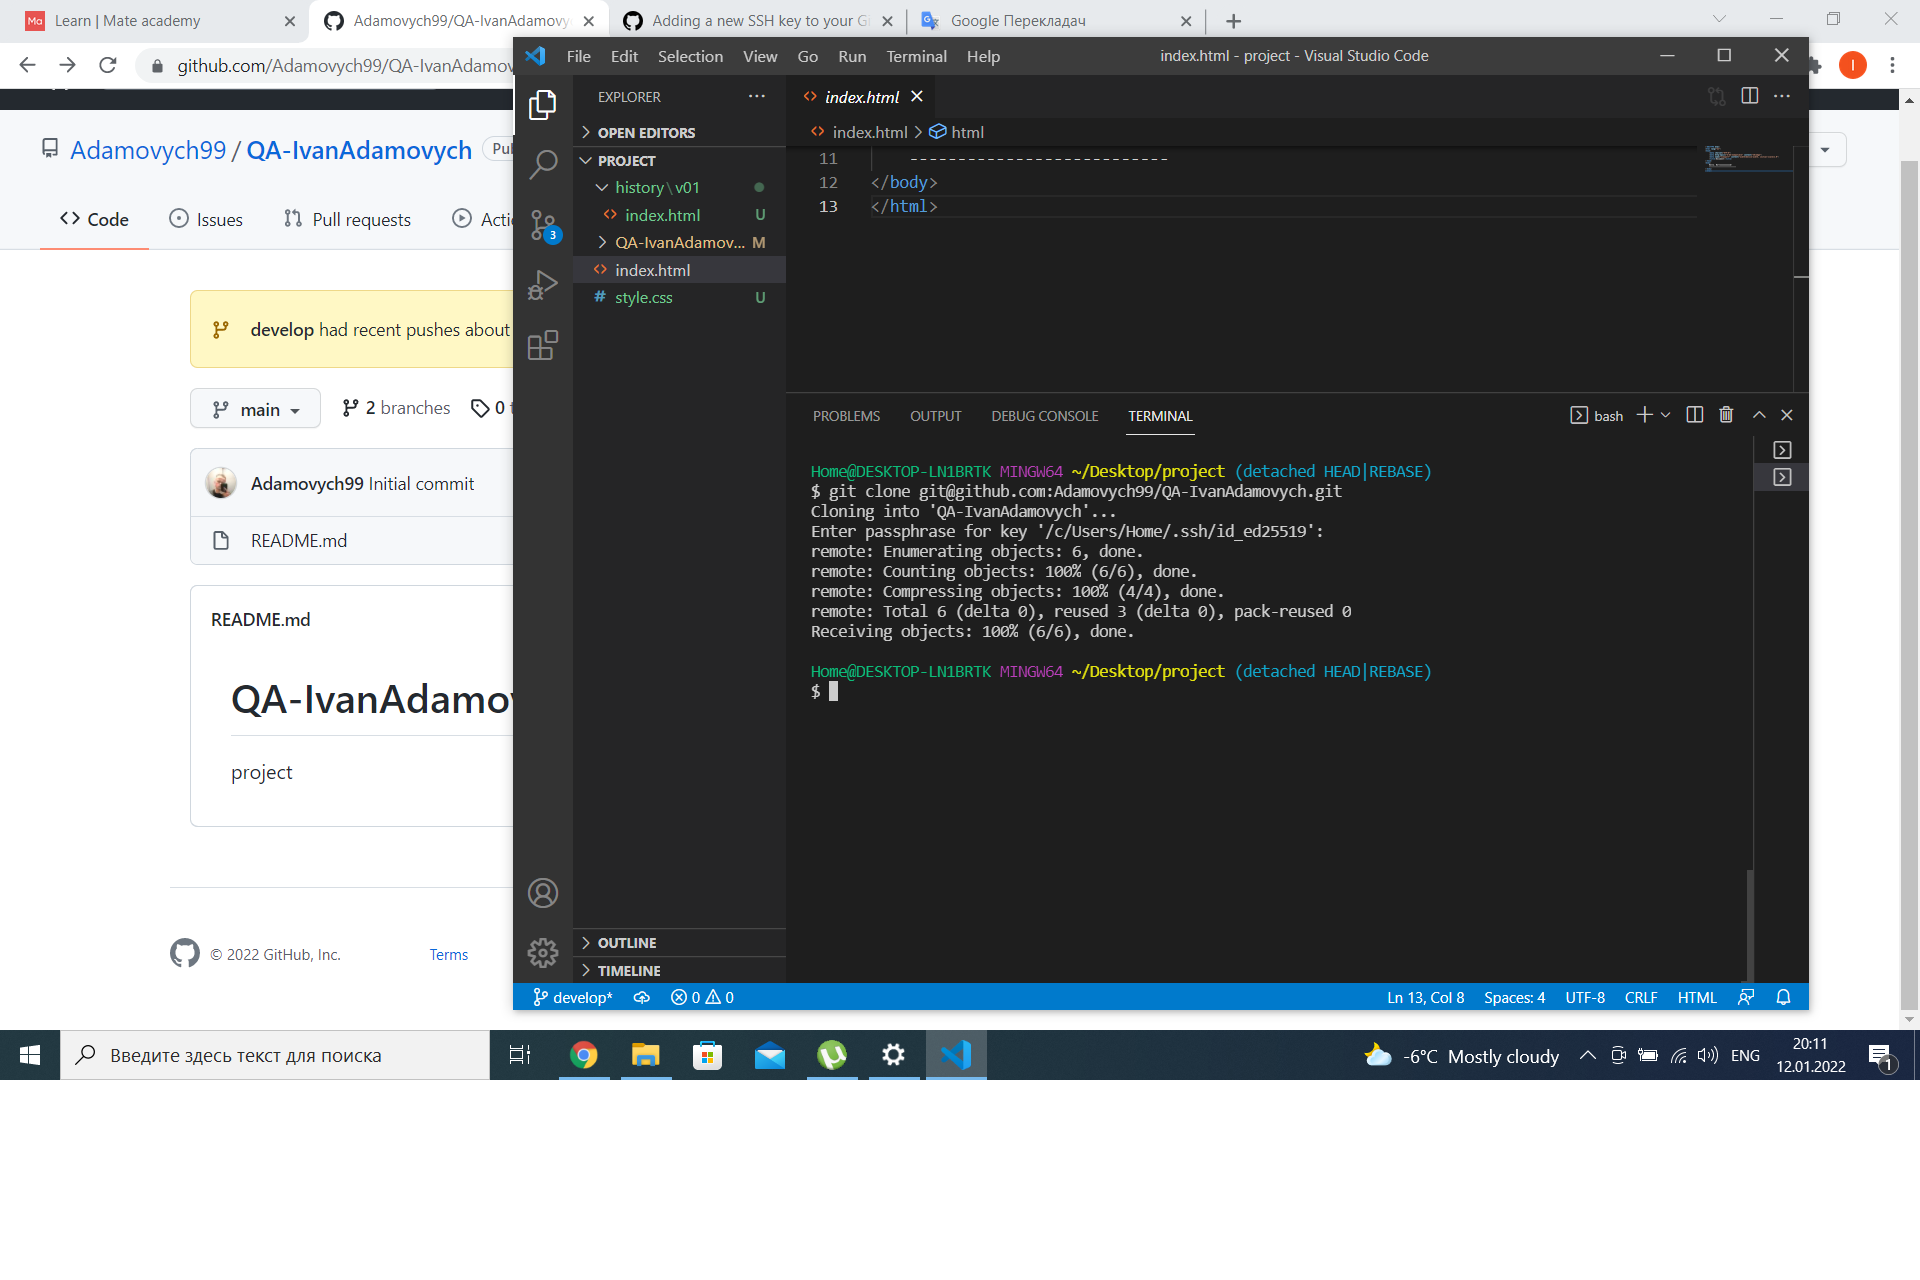 Learn | Mate academy
Adamovych99/QA-IvanAdamovy
Adding a new SSH key to your Gi
Google Перекладач
github.com/Adamovych99/QA-IvanAdamov
I
File Edit Selection View Go Run Terminal Help
index.html - project - Visual Studio Code
Adamovych99 / QA-IvanAdamovych
Code
Issues
Pull requests
develop had recent pushes about
main
2 branches
0
Adamovych99 Initial commit
README.md
README.md
QA-IvanAdamo
project
© 2022 GitHub, Inc.
Terms
EXPLORER
OPEN EDITORS
PROJECT
history\v01
index.html U
QA-IvanAdamov... M
index.html
style.css U
3
OUTLINE
TIMELINE
index.html
index.html > html
11 ---------------------------
12 </body>
13 </html>
PROBLEMS OUTPUT DEBUG CONSOLE TERMINAL
bash
Home@DESKTOP-LN1BRTK MINGW64 ~/Desktop/project (detached HEAD|REBASE)
$ git clone git@github.com:Adamovych99/QA-IvanAdamovych.git
Cloning into 'QA-IvanAdamovych'...
Enter passphrase for key '/c/Users/Home/.ssh/id_ed25519':
remote: Enumerating objects: 6, done.
remote: Counting objects: 100% (6/6), done.
remote: Compressing objects: 100% (4/4), done.
remote: Total 6 (delta 0), reused 3 (delta 0), pack-reused 0
Receiving objects: 100% (6/6), done.
Home@DESKTOP-LN1BRTK MINGW64 ~/Desktop/project (detached HEAD|REBASE)
$
develop* 0 0
Ln 13, Col 8 Spaces: 4 UTF-8 CRLF HTML
Введите здесь текст для поиска
-6°C Mostly cloudy
ENG
20:11
12.01.2022
1